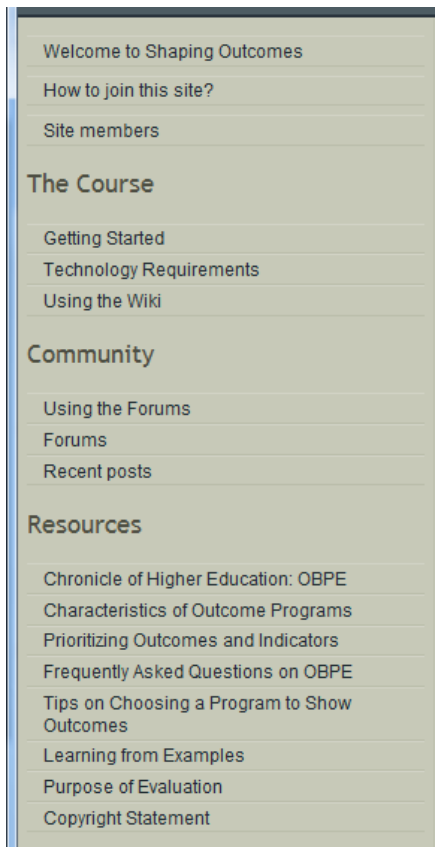 Welcome to Shaping Outcomes
How to join this site?
Site members
The Course
Getting Started
Technology Requirements
Using the Wiki
Community
Using the Forums
Forums
Recent posts
Resources
Chronicle of Higher Education: OBPE
Characteristics of Outcome Programs
Prioritizing Outcomes and Indicators
Frequently Asked Questions on OBPE
Tips on Choosing a Program to Show
Outcomes
Learning from Examples
Purpose of Evaluation
Copyright Statement